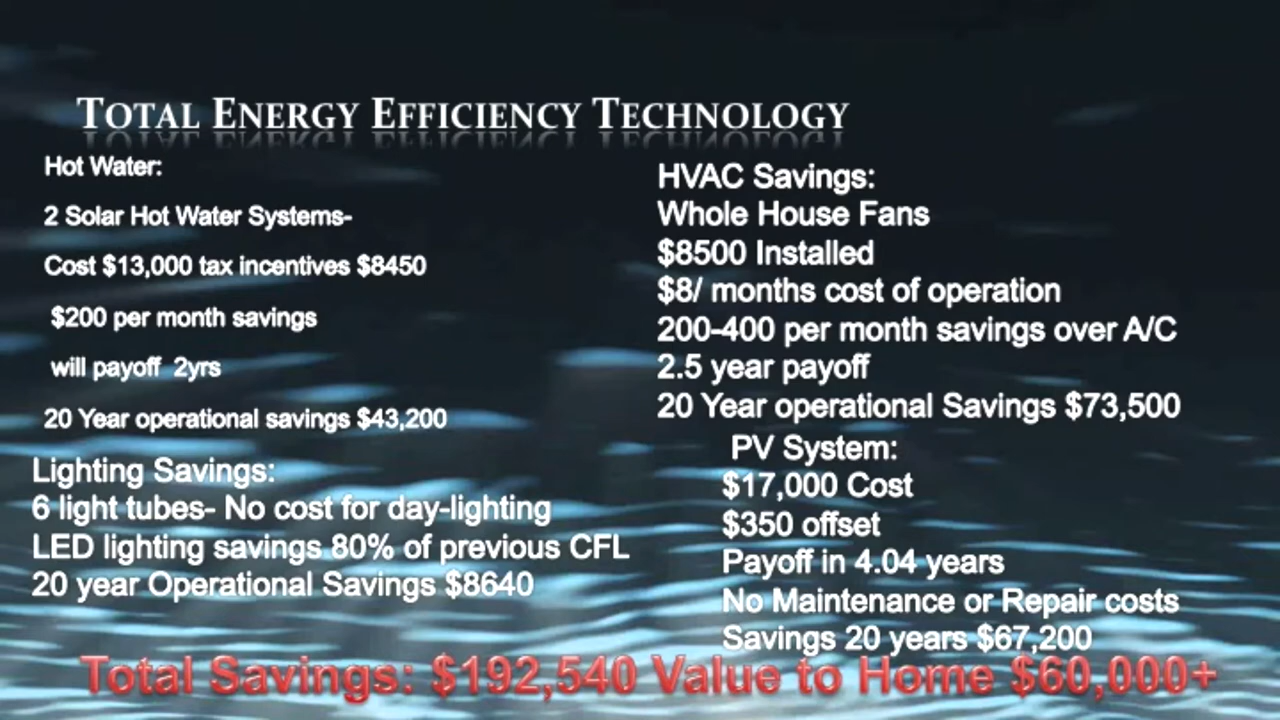 TOTAL ENERGY EFFICIENCY TECHNOLOGY
Hot Water:
2 Solar Hot Water Systems-
Cost $13,000 tax incentives $8450
$200 per month savings
will payoff 2yrs
20 Year operational savings $43,200
Lighting Savings:
6 light tubes- No cost for day-lighting
LED lighting savings 80% of previous CFL
20 year Operational Savings $8640
HVAC Savings:
Whole House Fans
$8500 Installed
$8/ months cost of operation
200-400 per month savings over A/C
2.5 year payoff
20 Year operational Savings $73,500
PV System:
$17,000 Cost
$350 offset
Payoff in 4.04 years
No Maintenance or Repair costs
Savings 20 years $67,200
Total Savings: $192,540 Value to Home $60,000+